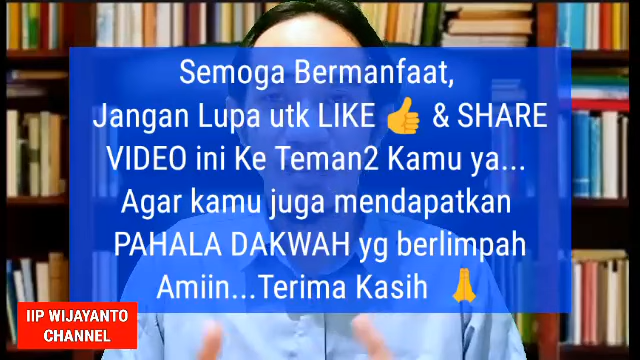 Semoga Bermanfaat,
Jangan Lupa utk LIKE 👍 & SHARE
VIDEO ini Ke Teman2 Kamu ya...
Agar kamu juga mendapatkan
PAHALA DAKWAH yg berlimpah
Amiin...Terima Kasih 🙏
IIP WIJAYANTO
CHANNEL